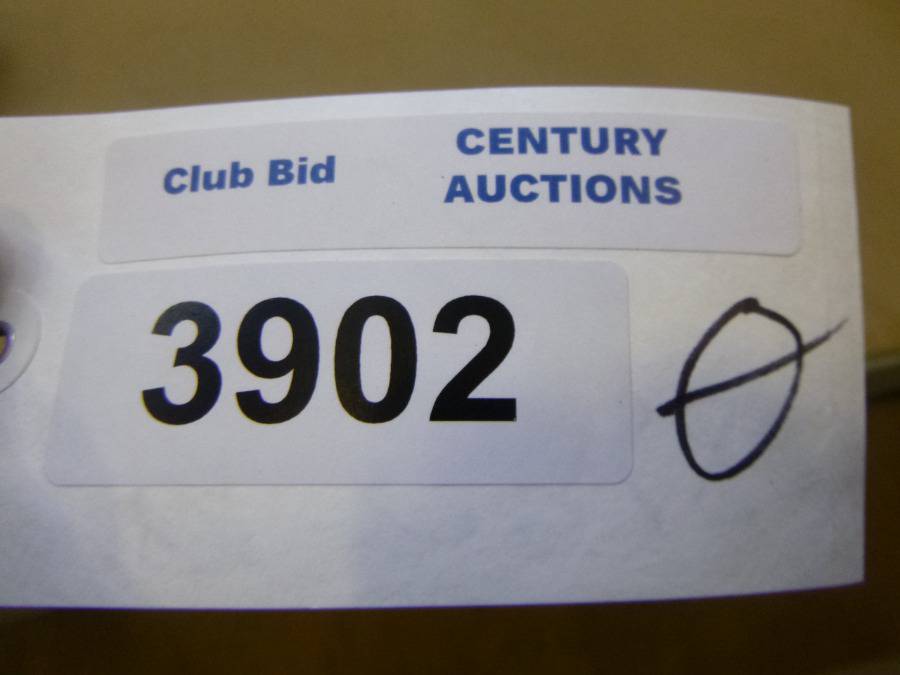 Club Bid
CENTURY
AUCTIONS
3902